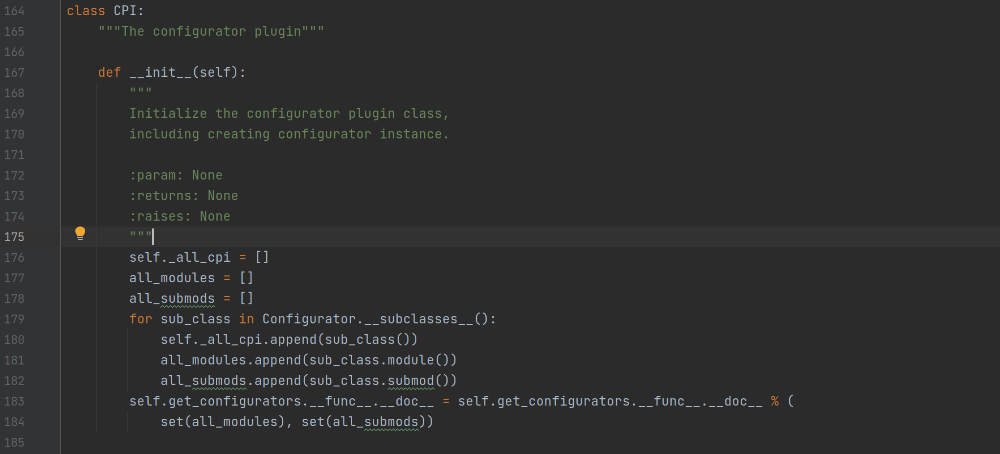 164 class CPI:
165     """The configurator plugin"""
166
167     def __init__(self):
168         """
169         Initialize the configurator plugin class,
170         including creating configurator instance.
171
172         :param: None
173         :returns: None
174         :raises: None
175         """
176         self._all_cpi = []
177         all_modules = []
178         all_submods = []
179         for sub_class in Configurator.__subclasses__():
180             self._all_cpi.append(sub_class())
181             all_modules.append(sub_class.module())
182             all_submods.append(sub_class.submod())
183         self.get_configurators.__func__.__doc__ = self.get_configurators.__func__.__doc__ % (
184             set(all_modules), set(all_submods))
185